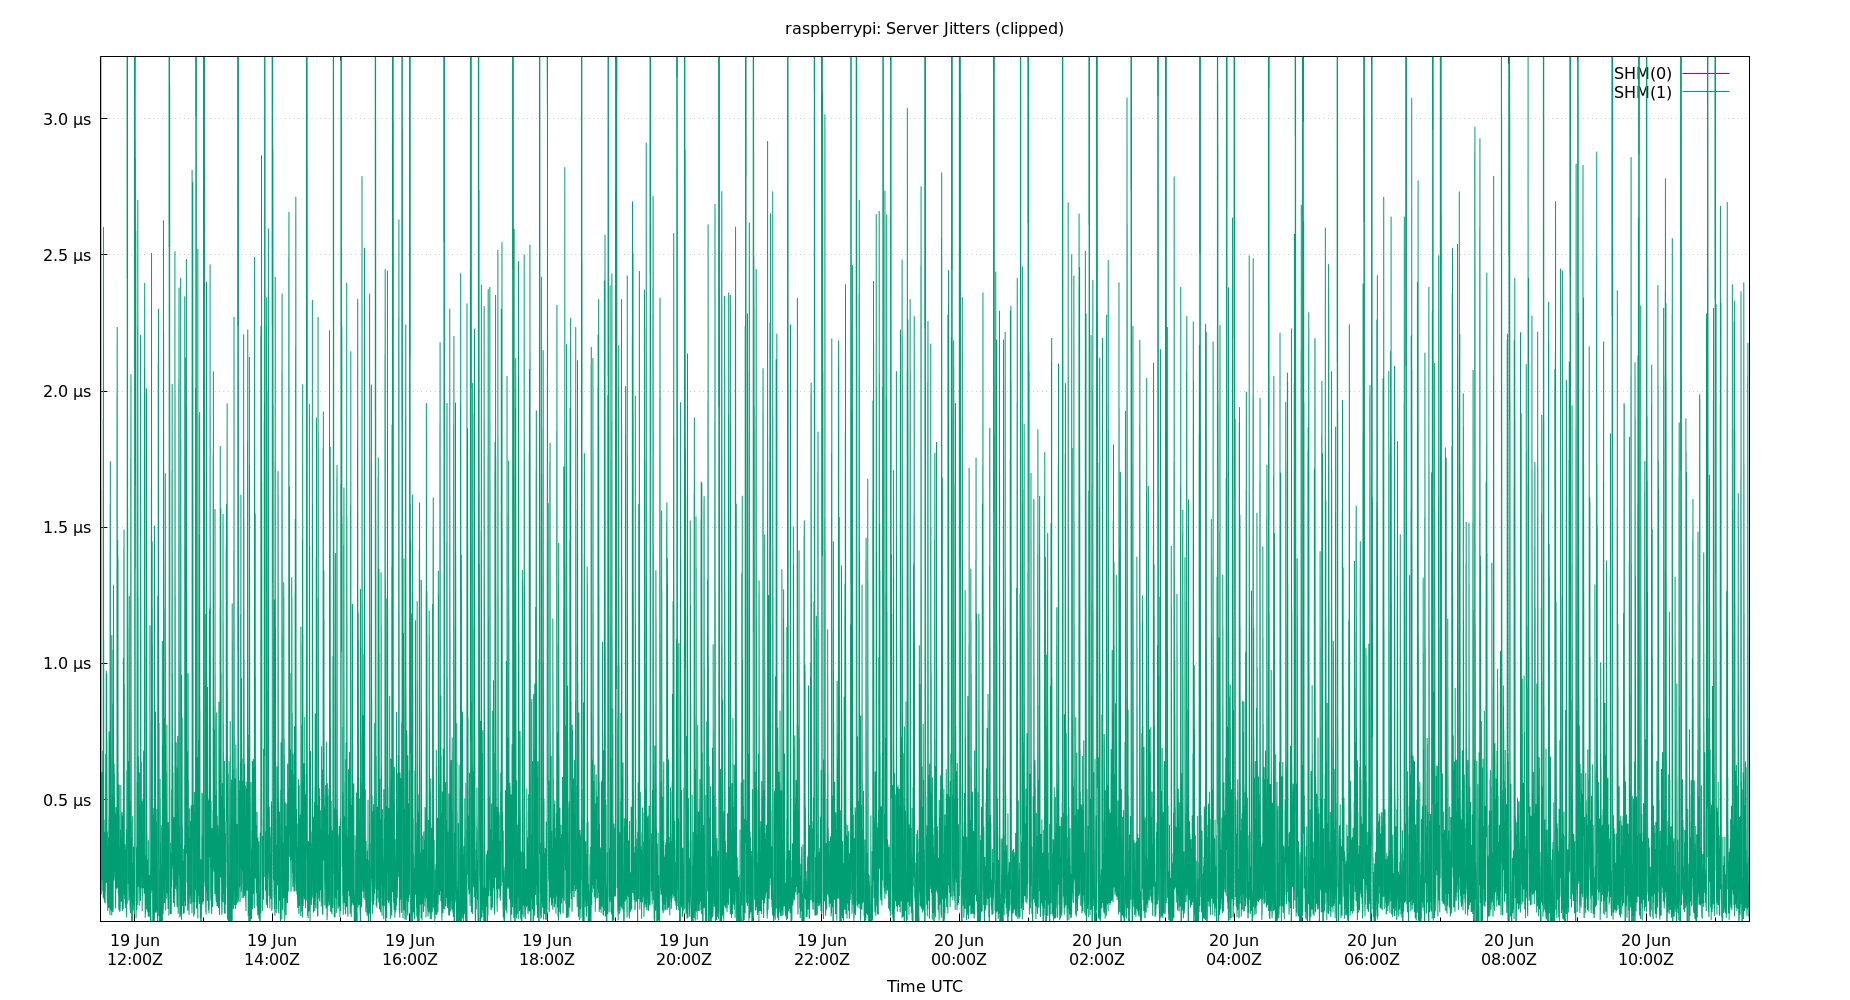 raspberrypi: Server Jitters (clipped)
SHM(0)
SHM(1)
3.0 µs
2.5 µs
2.0 µs
1.5 µs
1.0 µs
0.5 µs
19 Jun 19 Jun 19 Jun 19 Jun 19 Jun 19 Jun 20 Jun 20 Jun 20 Jun 20 Jun 20 Jun 20 Jun
12:00Z 14:00Z 16:00Z 18:00Z 20:00Z 22:00Z 00:00Z 02:00Z 04:00Z 06:00Z 08:00Z 10:00Z
Time UTC